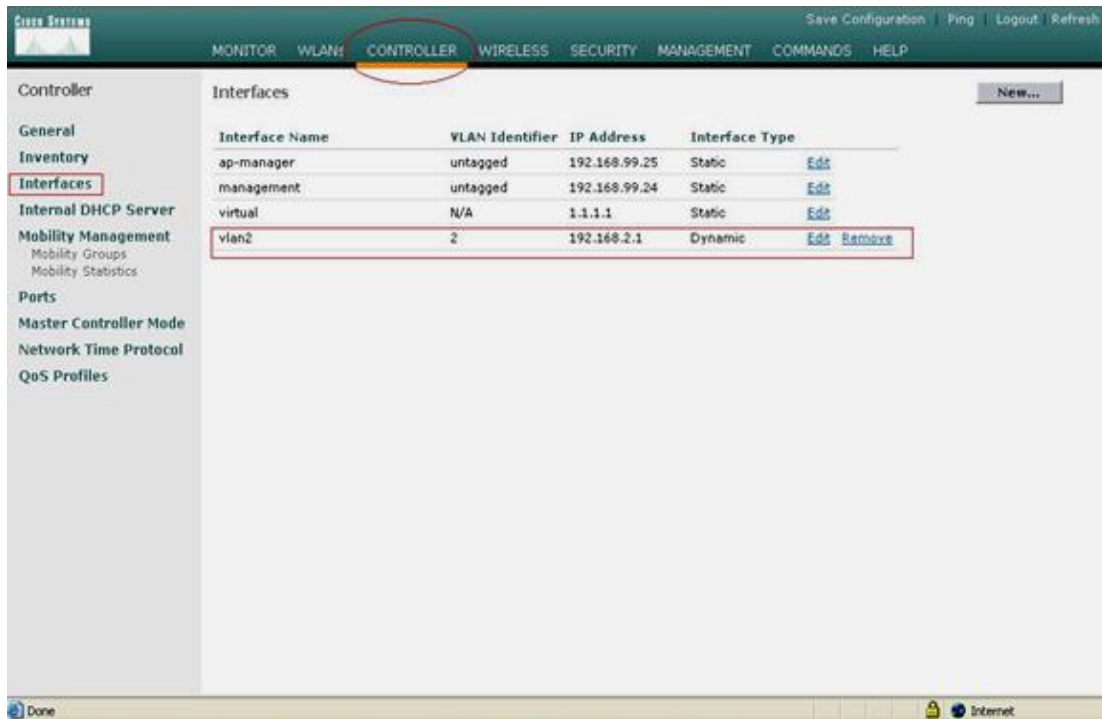 Cisco Systems
Save Configuration Ping Logout Refresh
MONITOR WLANs CONTROLLER WIRELESS SECURITY MANAGEMENT COMMANDS HELP
Controller
General
Inventory
Interfaces
Internal DHCP Server
Mobility Management
Mobility Groups
Mobility Statistics
Ports
Master Controller Mode
Network Time Protocol
QoS Profiles
Interfaces
New...
Interface Name VLAN Identifier IP Address Interface Type
ap-manager untagged 192.168.99.25 Static Edit
management untagged 192.168.99.24 Static Edit
virtual N/A 1.1.1.1 Static Edit
vlan2 2 192.168.2.1 Dynamic Edit Remove
Done Internet